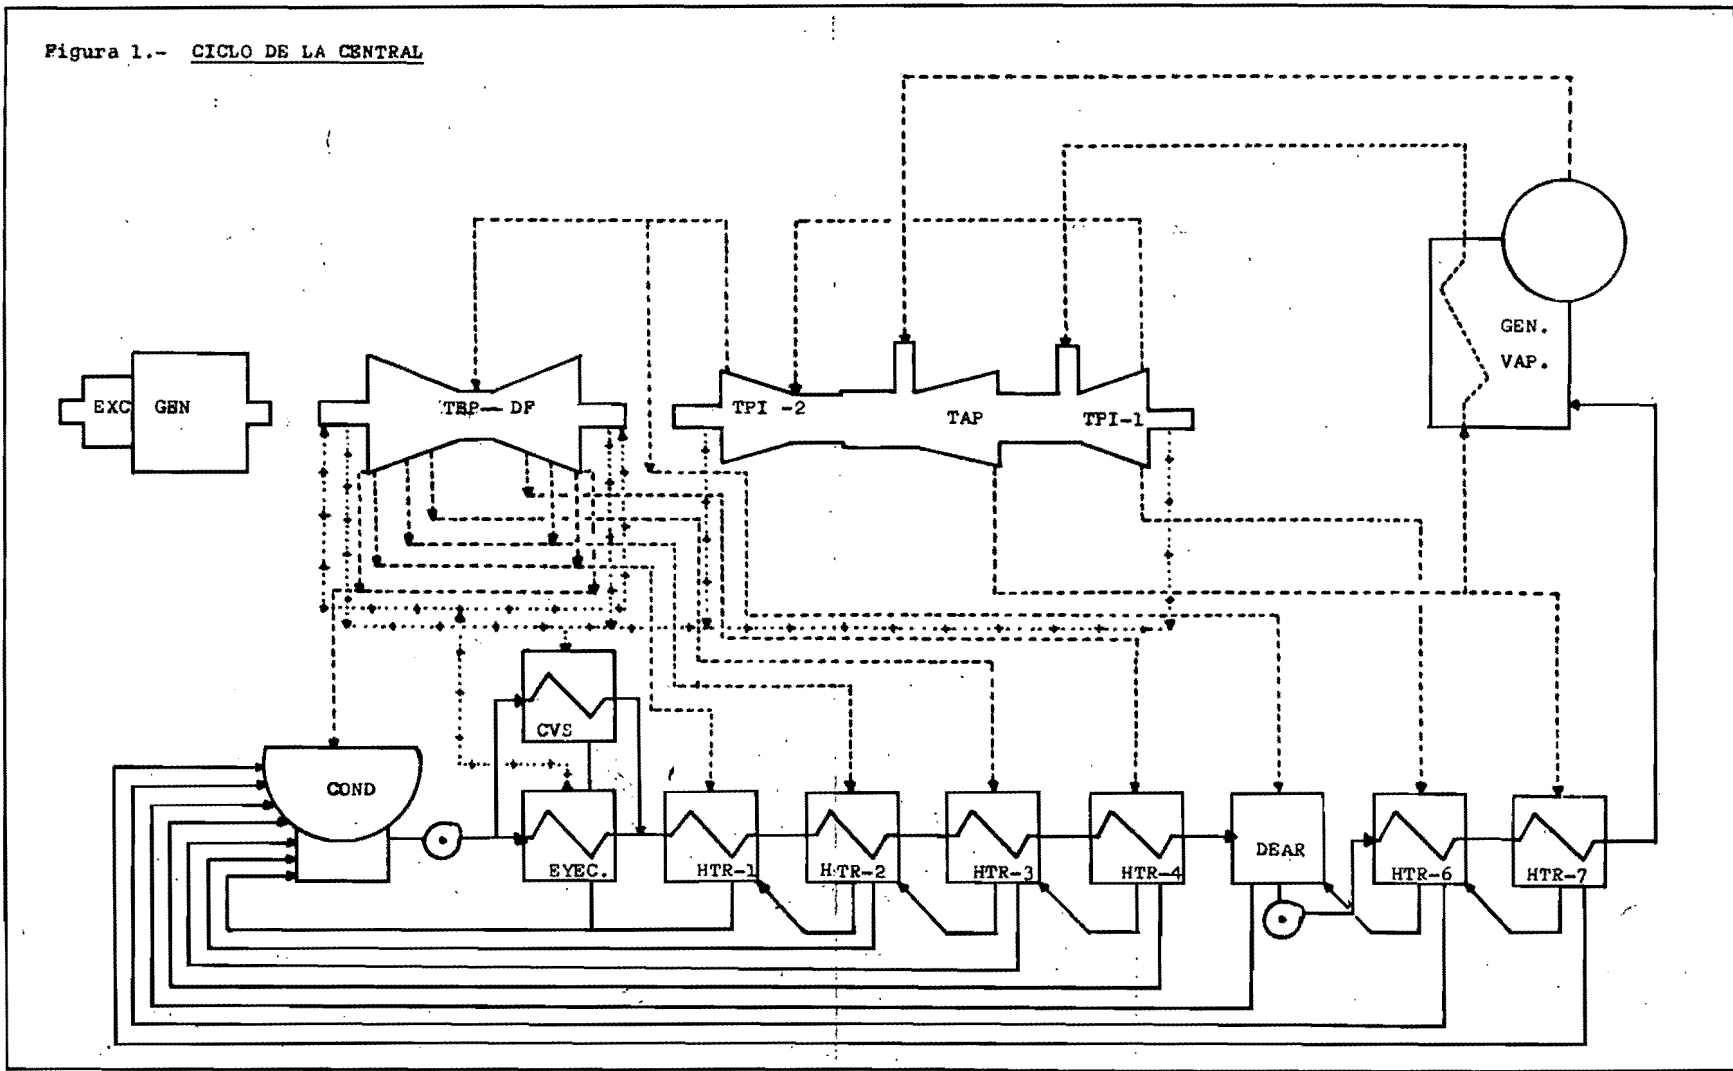 Figura 1.- CICLO DE LA CENTRAL
GEN.
VAP.
EXC GEN
TBP- DF
TPI -2
TAP
TPI-1
CVS
COND
EYEC.
HTR-1
HTR-2
HTR-3
HTR-4
DEAR
HTR-6
HTR-7